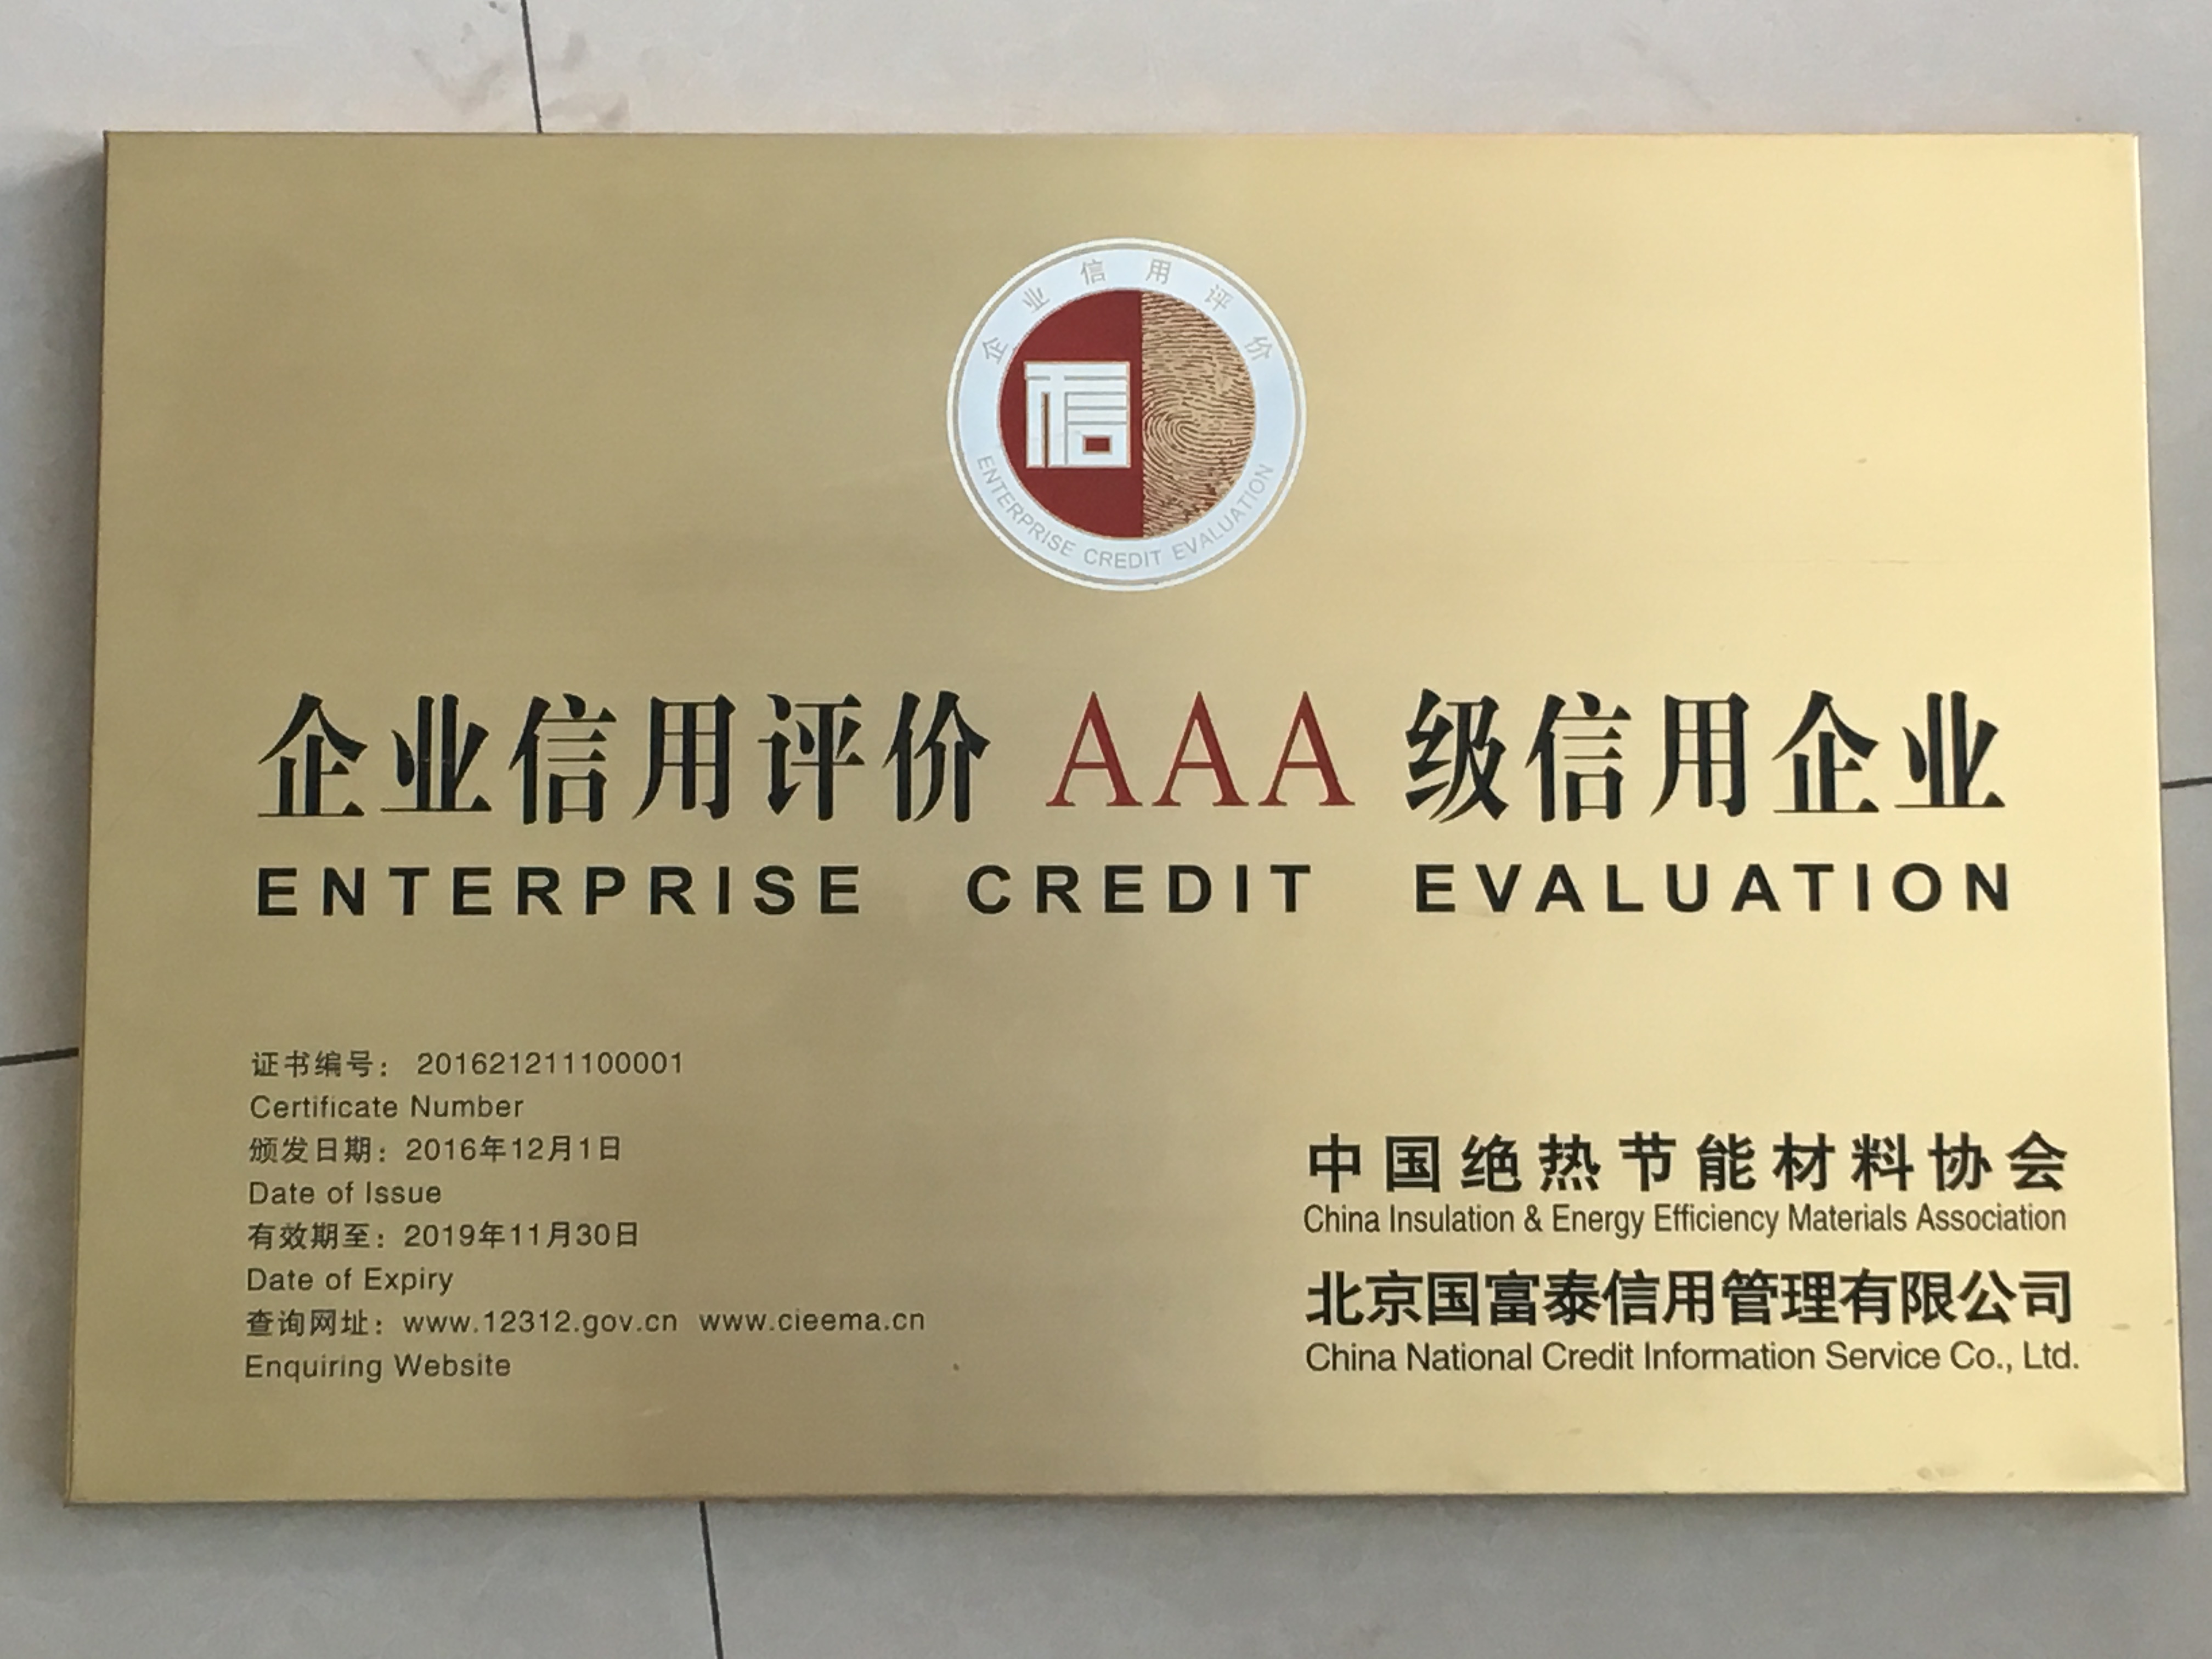 企业信用评价
信
ENTERPRISE CREDIT EVALUATION
企业信用评价 AAA 级信用企业
ENTERPRISE CREDIT EVALUATION
证书编号： 201621211100001
Certificate Number
颁发日期：2016年12月1日
Date of Issue
有效期至：2019年11月30日
Date of Expiry
查询网址：www.12312.gov.cn www.cieema.cn
Enquiring Website
中国绝热节能材料协会
China Insulation & Energy Efficiency Materials Association
北京国富泰信用管理有限公司
China National Credit Information Service Co., Ltd.